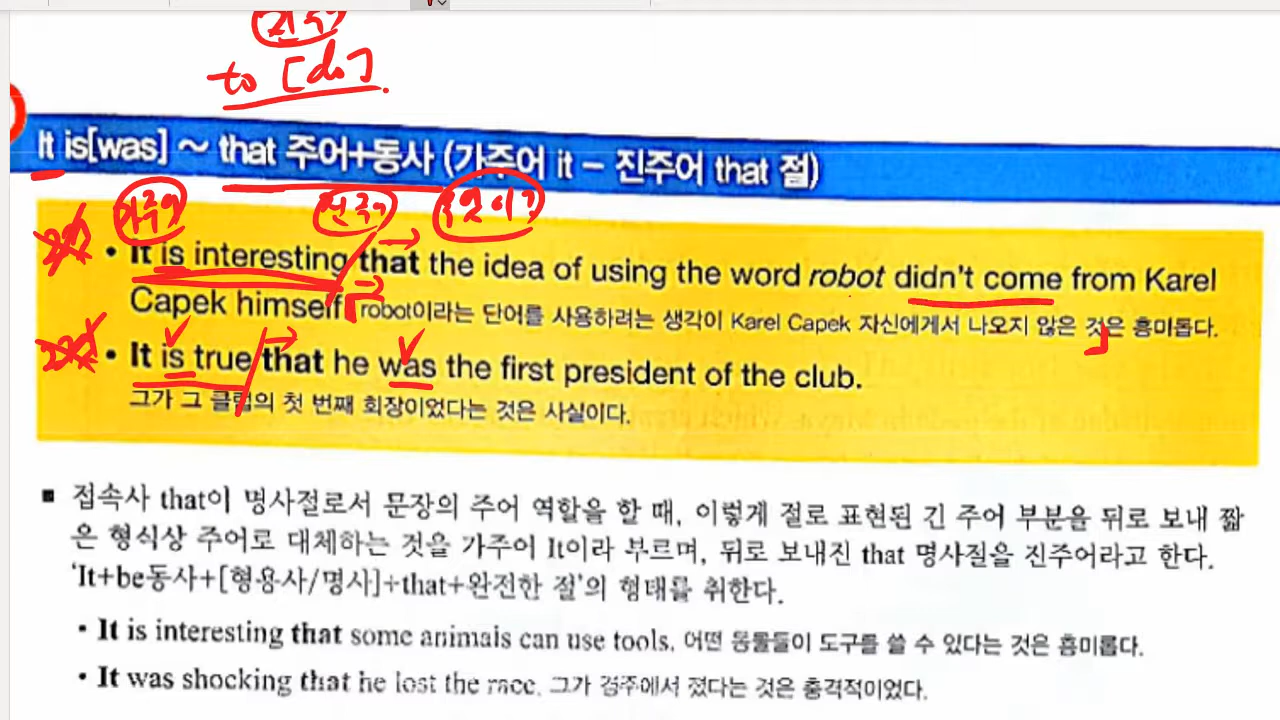 진주어
to [do].
It is[was] ~ that 주어+동사 (가주어 it – 진주어 that 절)
가주어 진주어
• It is interesting that the idea of using the word robot didn't come from Karel
Capek himself. robot이라는 단어를 사용하려는 생각이 Karel Capek 자신에게서 나오지 않은 것은 흥미롭다.
• It is true that he was the first president of the club.
그가 그 클럽의 첫 번째 회장이었다는 것은 사실이다.
■ 접속사 that이 명사절로서 문장의 주어 역할을 할 때, 이렇게 절로 표현된 긴 주어 부분을 뒤로 보내 짧
은 형식상 주어로 대체하는 것을 가주어 It이라 부르며, 뒤로 보내진 that 명사절을 진주어라고 한다.
'It+be동사+[형용사/명사]+that+완전한 절'의 형태를 취한다.
• It is interesting that some animals can use tools. 어떤 동물들이 도구를 쓸 수 있다는 것은 흥미롭다.
• It was shocking that he lost the race. 그가 경주에서 졌다는 것은 충격적이었다.